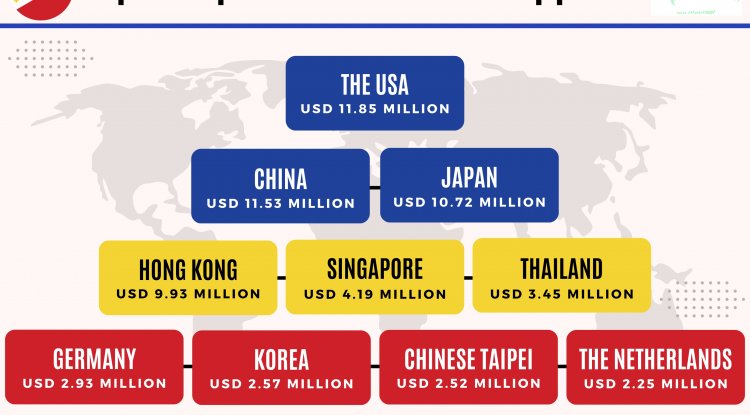 THE USA
USD 11.85 MILLION
CHINA
USD 11.53 MILLION
JAPAN
USD 10.72 MILLION
HONG KONG
USD 9.93 MILLION
SINGAPORE
USD 4.19 MILLION
THAILAND
USD 3.45 MILLION
GERMANY
USD 2.93 MILLION
KOREA
USD 2.57 MILLION
CHINESE TAIPEI
USD 2.52 MILLION
THE NETHERLANDS
USD 2.25 MILLION